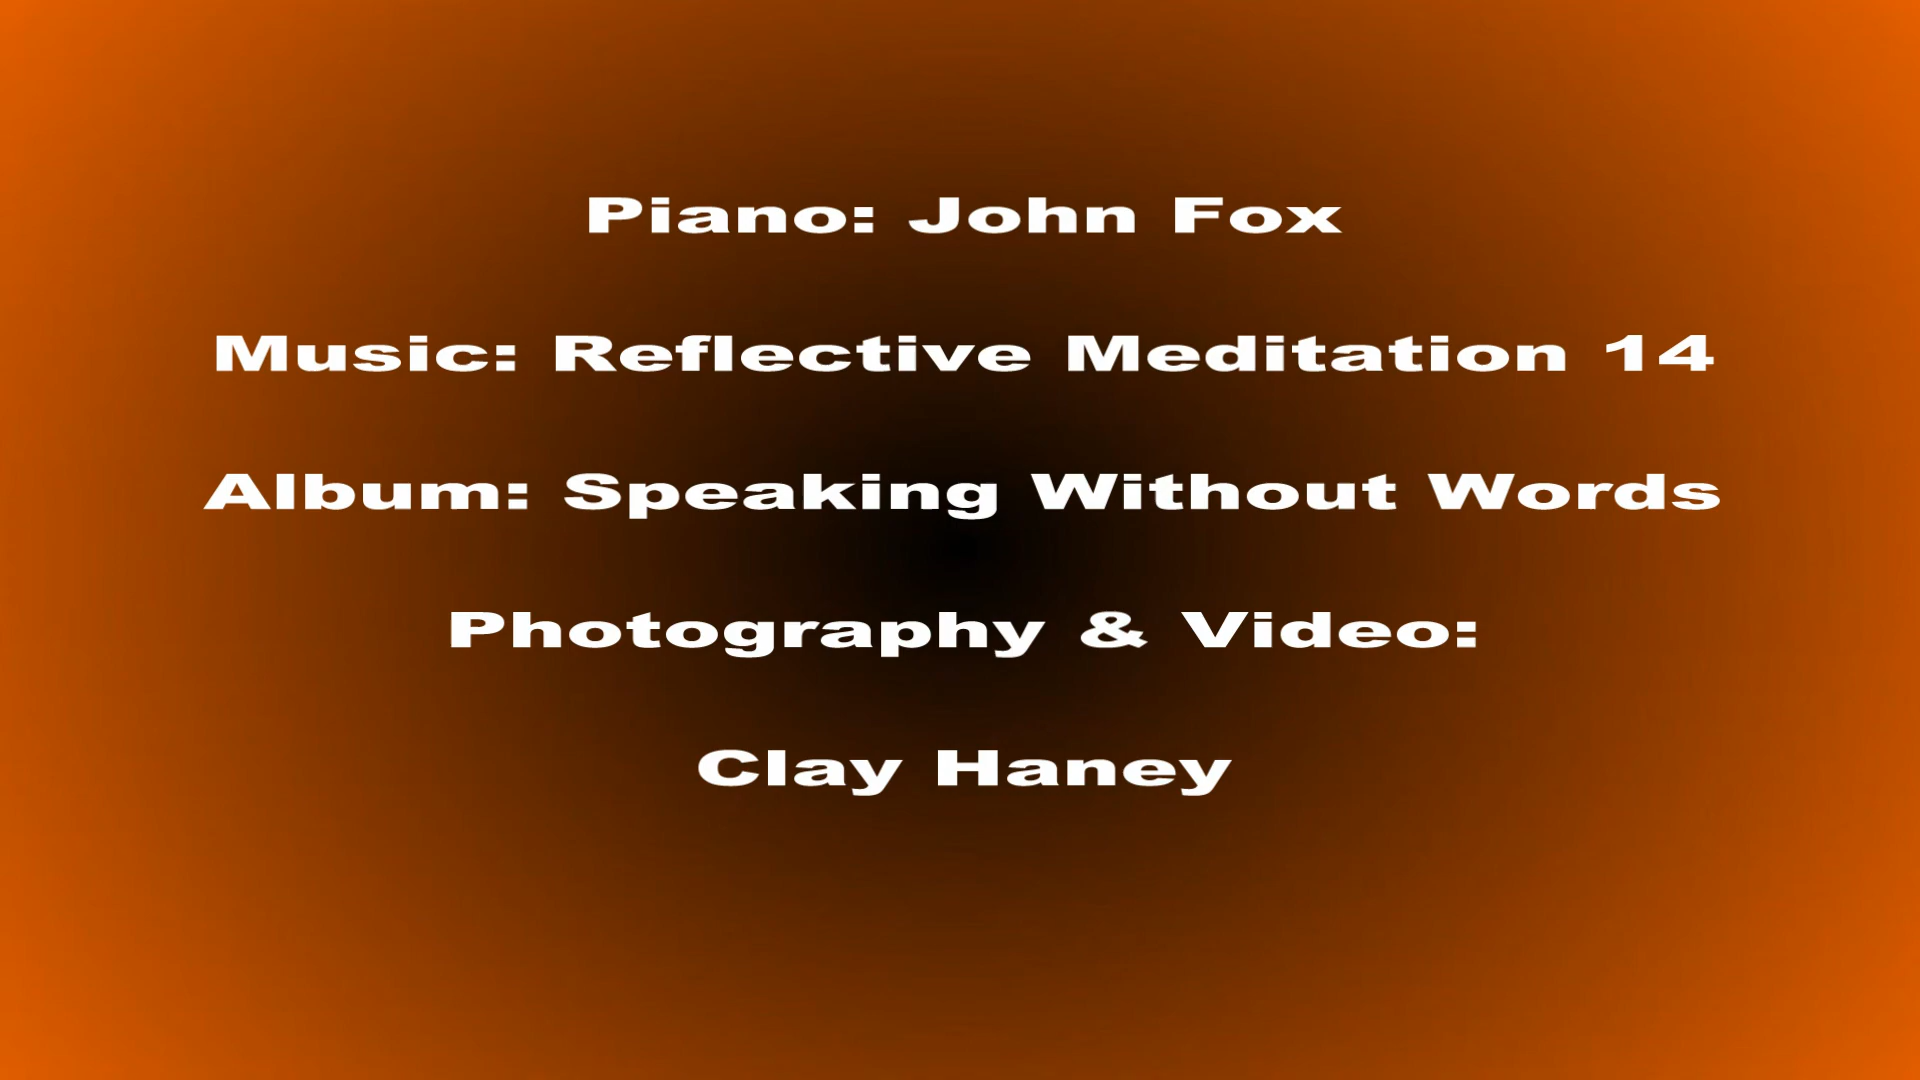 Piano: John Fox
Music: Reflective Meditation 14
Album: Speaking Without Words
Photography & Video:
Clay Haney